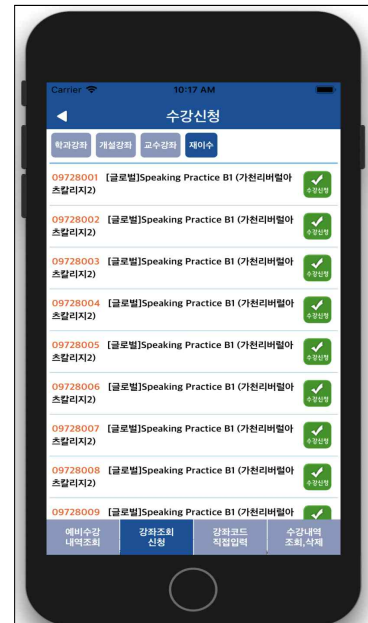 Carrier 10:17 AM
수강신청
학과강좌 개설강좌 교수강좌 재이수
09728001 [글로벌]Speaking Practice B1 (가천리버럴아
츠칼리지2)
수강신청
09728002 [글로벌]Speaking Practice B1 (가천리버럴아
츠칼리지2)
수강신청
09728003 [글로벌]Speaking Practice B1 (가천리버럴아
츠칼리지2)
수강신청
09728004 [글로벌]Speaking Practice B1 (가천리버럴아
츠칼리지2)
수강신청
09728005 [글로벌]Speaking Practice B1 (가천리버럴아
츠칼리지2)
수강신청
09728006 [글로벌]Speaking Practice B1 (가천리버럴아
츠칼리지2)
수강신청
09728007 [글로벌]Speaking Practice B1 (가천리버럴아
츠칼리지2)
수강신청
09728008 [글로벌]Speaking Practice B1 (가천리버럴아
츠칼리지2)
수강신청
09728009 [글로벌]Speaking Practice B1 (가천리버럴아
예비수강 강좌조회 강좌코드 수강내역
내역조회 신청 직접입력 조회,삭제